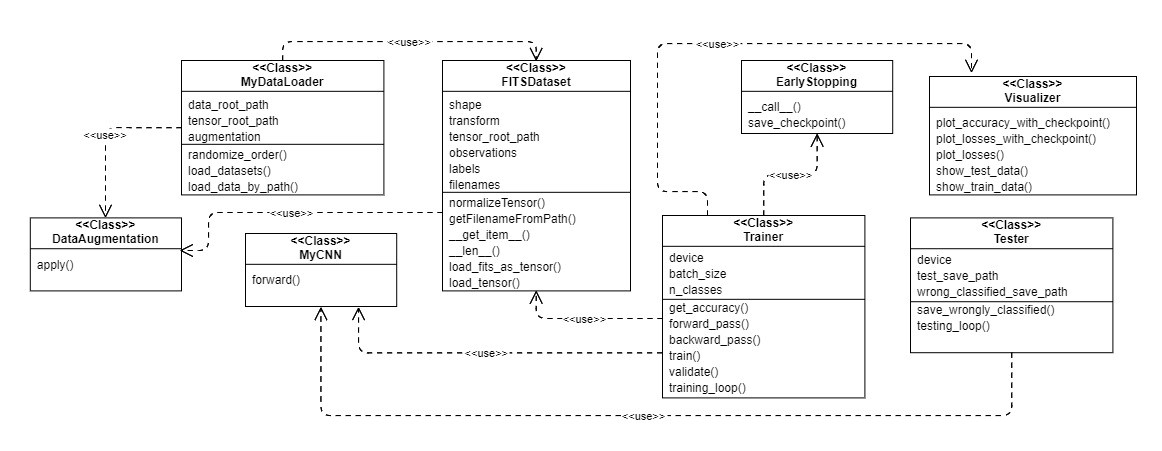 <<use>>
<<use>>
<<Class>>
MyDataLoader
data_root_path
tensor_root_path
augmentation
randomize_order()
load_datasets()
load_data_by_path()
<<Class>>
FITSDataset
shape
transform
tensor_root_path
observations
labels
filenames
normalizeTensor()
getFilenameFromPath()
__get_item__()
__len__()
load_fits_as_tensor()
load_tensor()
<<Class>>
EarlyStopping
__call__()
save_checkpoint()
<<Class>>
Visualizer
plot_accuracy_with_checkpoint()
plot_losses_with_checkpoint()
plot_losses()
show_test_data()
show_train_data()
<<use>>
<<use>>
<<use>>
<<Class>>
DataAugmentation
apply()
<<Class>>
MyCNN
forward()
<<Class>>
Trainer
device
batch_size
n_classes
get_accuracy()
forward_pass()
backward_pass()
train()
validate()
training_loop()
<<Class>>
Tester
device
test_save_path
wrong_classified_save_path
save_wrongly_classified()
testing_loop()
<<use>>
<<use>>
<<use>>